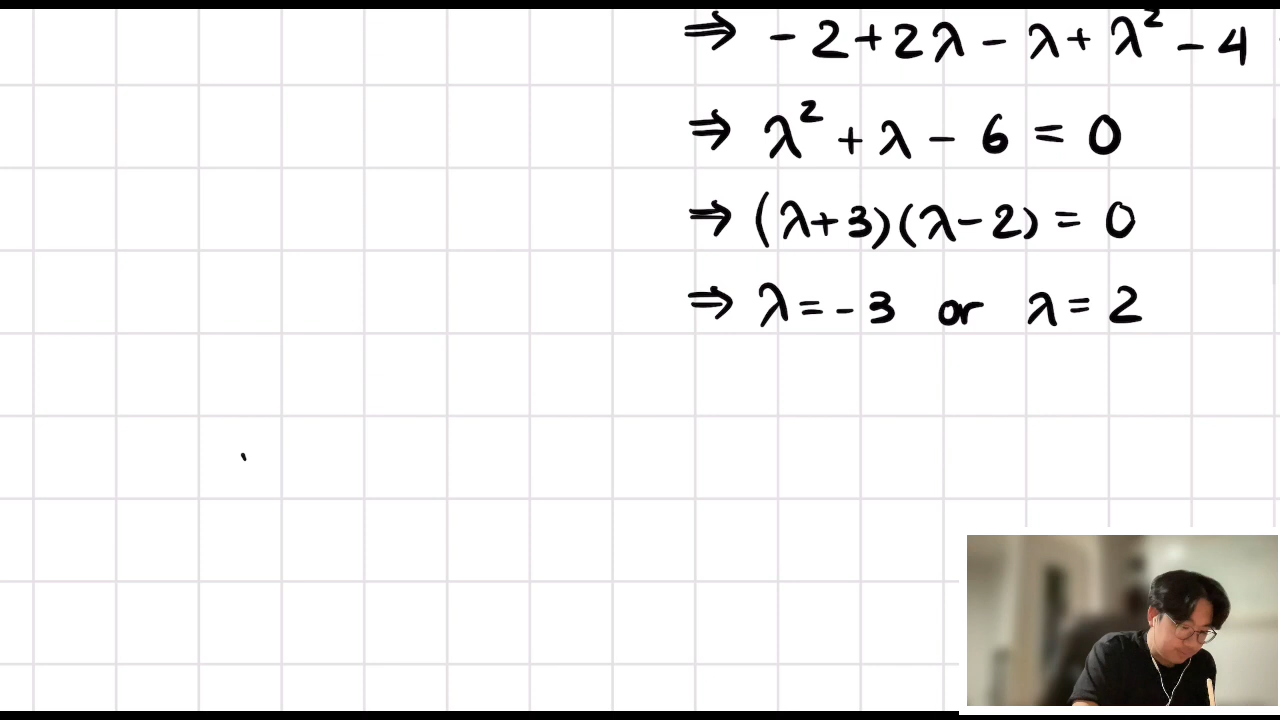 ⇒ -2+2λ-λ+λ²-4
⇒ λ²+λ-6=0
⇒ (λ+3)(λ-2)=0
⇒ λ=-3 or λ=2